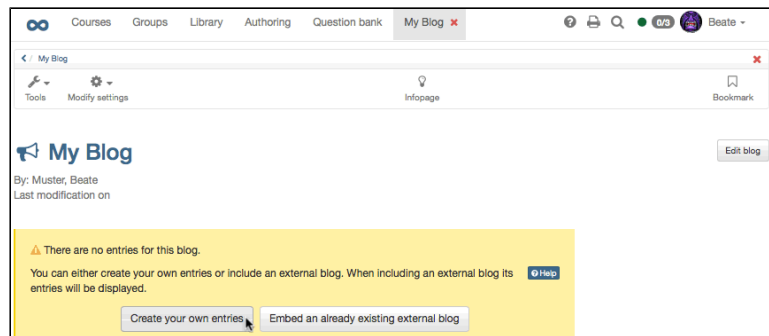 Courses Groups Library Authoring Question bank My Blog 0/3 Beate
/ My Blog
Tools Modify settings Infopage Bookmark
My Blog Edit blog
By: Muster, Beate
Last modification on
There are no entries for this blog.
You can either create your own entries or include an external blog. When including an external blog its Help
entries will be displayed.
Create your own entries Embed an already existing external blog